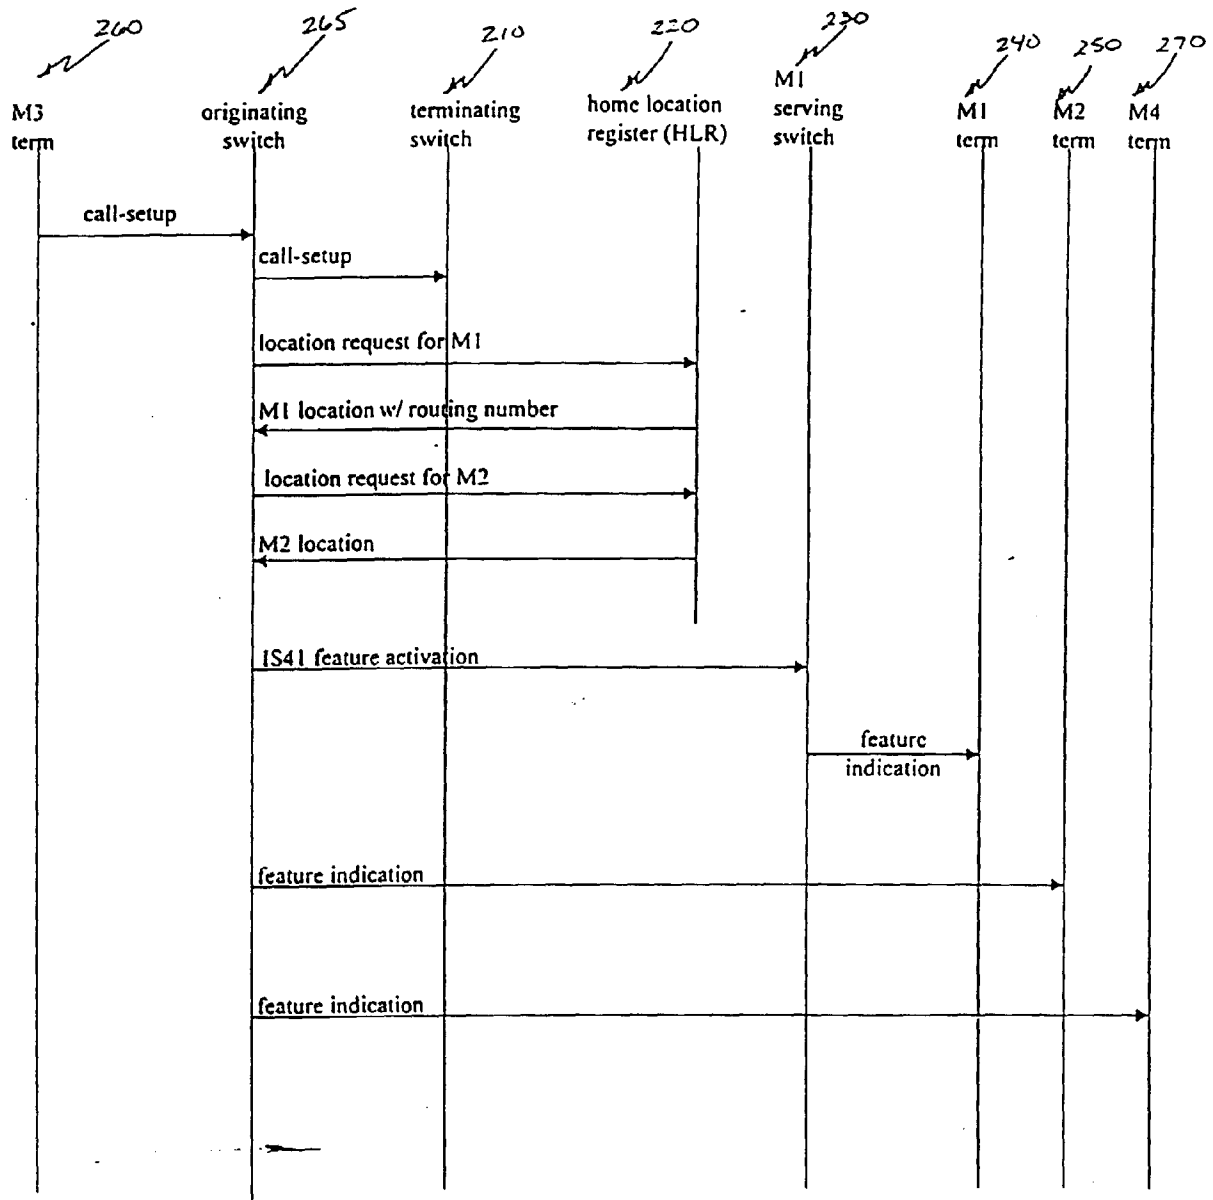 260
265
210
220
230
240
250
270
M3
term
originating
switch
terminating
switch
home location
register (HLR)
M1
serving
switch
M1
term
M2
term
M4
term
call-setup
call-setup
location request for M1
M1 location w/ routing number
location request for M2
M2 location
IS41 feature activation
feature
indication
feature indication
feature indication